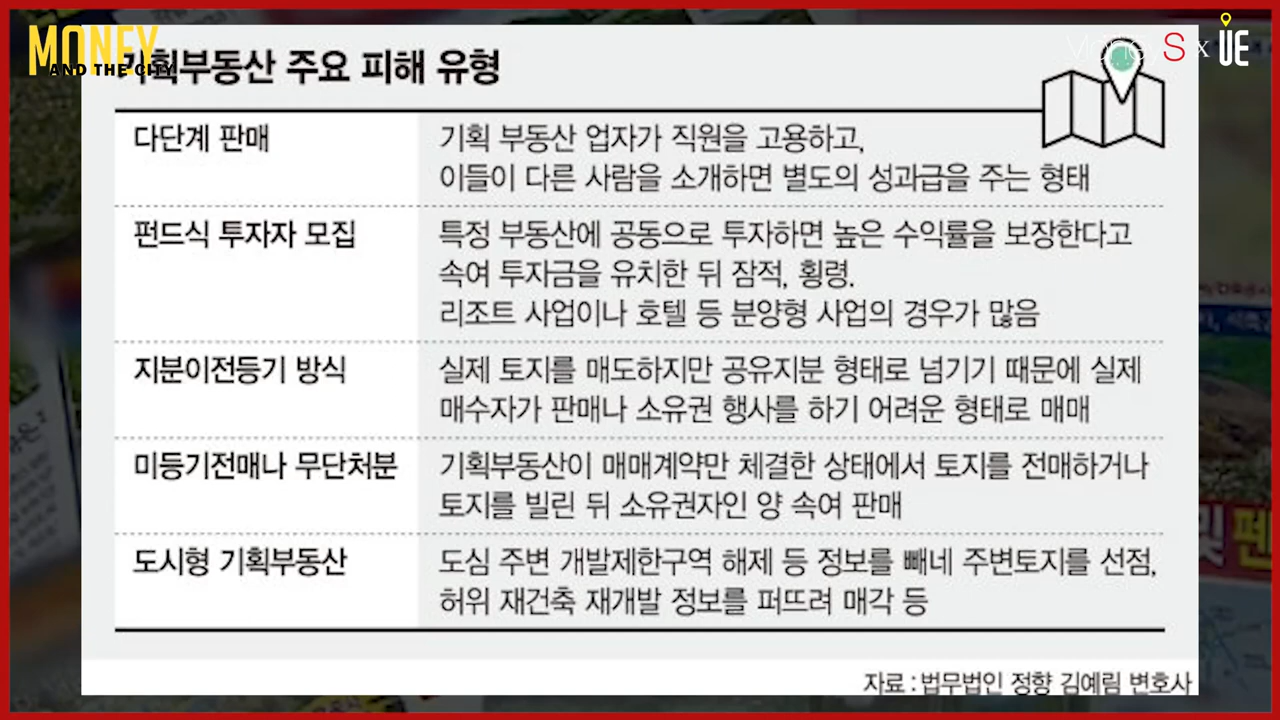 MONEY
AND THE CITY
기획부동산 주요 피해 유형
다단계 판매
기획 부동산 업자가 직원을 고용하고,
이들이 다른 사람을 소개하면 별도의 성과급을 주는 형태
펀드식 투자자 모집
특정 부동산에 공동으로 투자하면 높은 수익률을 보장한다고
속여 투자금을 유치한 뒤 잠적, 횡령.
리조트 사업이나 호텔 등 분양형 사업의 경우가 많음
지분이전등기 방식
실제 토지를 매도하지만 공유지분 형태로 넘기기 때문에 실제
매수자가 판매나 소유권 행사를 하기 어려운 형태로 매매
미등기전매나 무단처분
기획부동산이 매매계약만 체결한 상태에서 토지를 전매하거나
토지를 빌린 뒤 소유권자인 양 속여 판매
도시형 기획부동산
도심 주변 개발제한구역 해제 등 정보를 빼네 주변토지를 선점,
허위 재건축 재개발 정보를 퍼뜨려 매각 등
자료 : 법무법인 정향 김예림 변호사